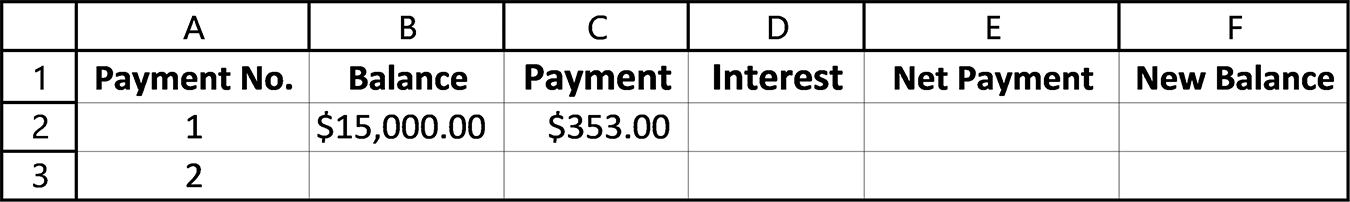 A B C D E F
1 Payment No. Balance Payment Interest Net Payment New Balance
2 1 $15,000.00 $353.00
3 2